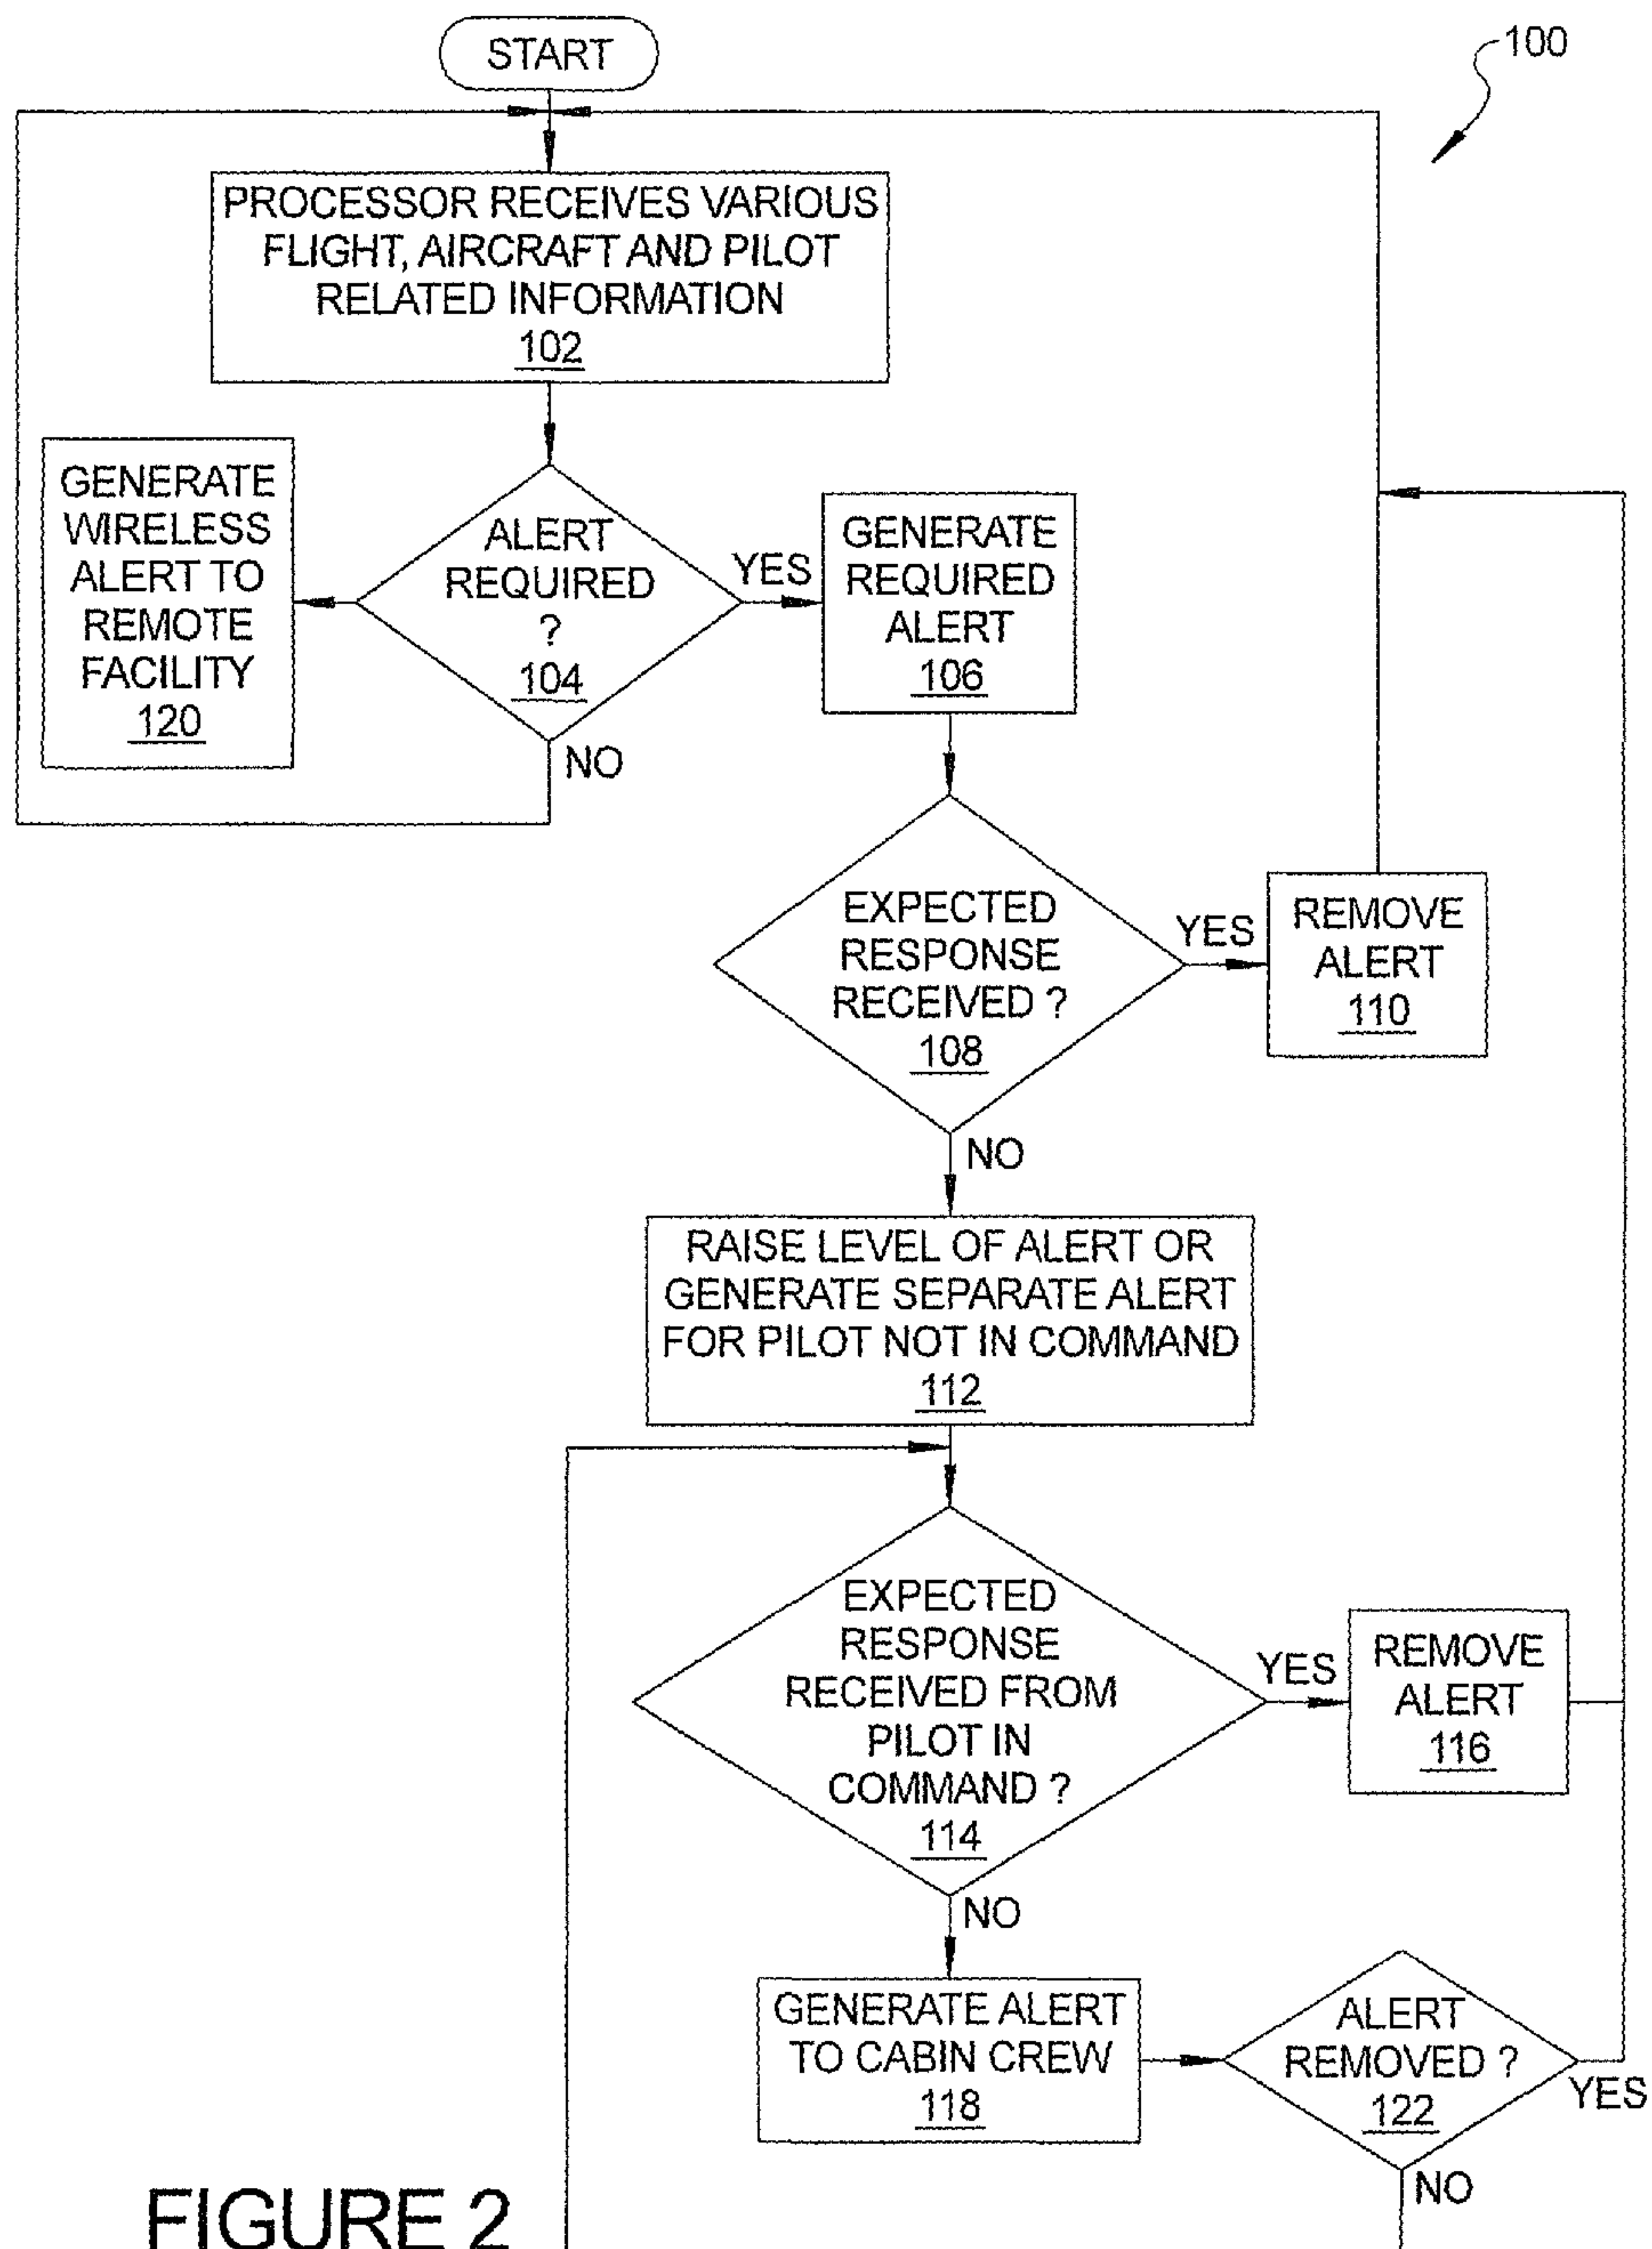 START
100
PROCESSOR RECEIVES VARIOUS
FLIGHT, AIRCRAFT AND PILOT
RELATED INFORMATION
102
GENERATE
WIRELESS
ALERT TO
REMOTE
FACILITY
120
ALERT
REQUIRED
?
104
YES
NO
GENERATE
REQUIRED
ALERT
106
EXPECTED
RESPONSE
RECEIVED ?
108
YES
REMOVE
ALERT
110
NO
RAISE LEVEL OF ALERT OR
GENERATE SEPARATE ALERT
FOR PILOT NOT IN COMMAND
112
EXPECTED
RESPONSE
RECEIVED FROM
PILOT IN
COMMAND ?
114
YES
REMOVE
ALERT
116
NO
GENERATE ALERT
TO CABIN CREW
118
ALERT
REMOVED ?
122
YES
NO
FIGURE 2